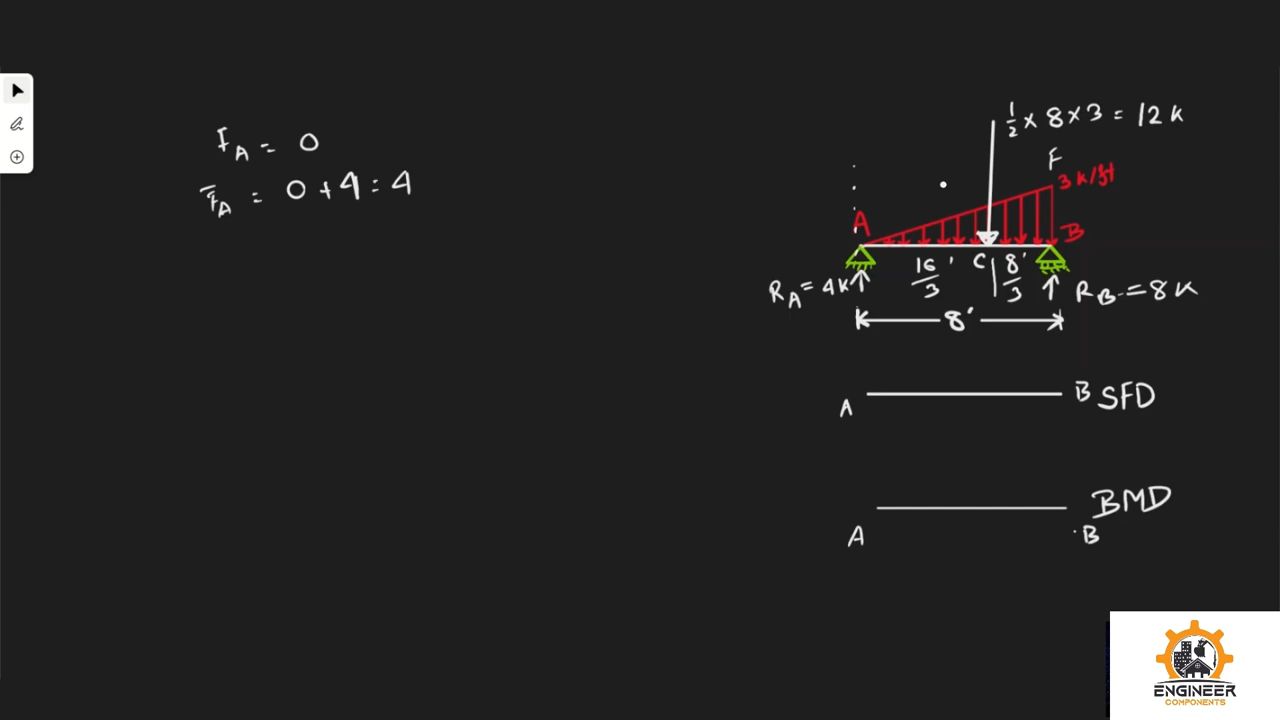 F_A = 0
F_A = 0 + 4 = 4
1/2 × 8 × 3 = 12 K
F
3 K/ft
A
B
16/3 '
C
8/3 '
R_A = 4K
R_B = 8 K
8'
A
B
SFD
BMD
A
B
ENGINEER
COMPONENTS